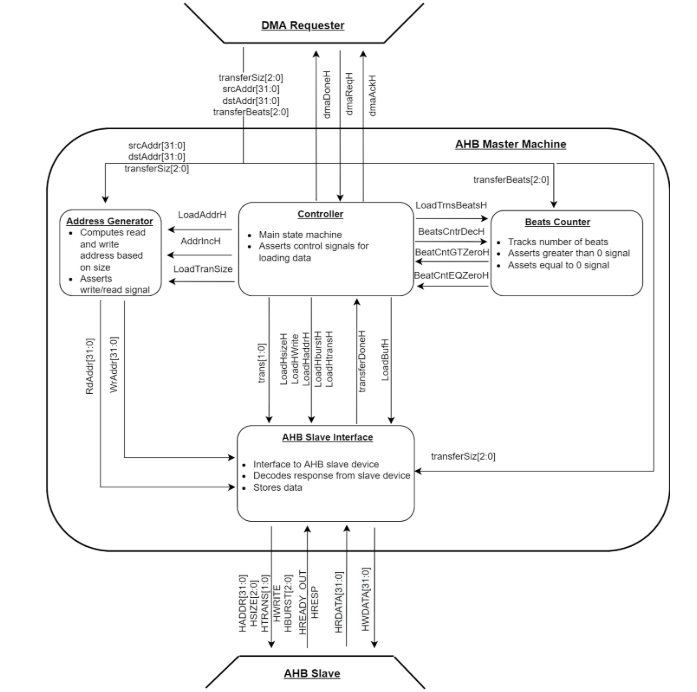 DMA Requester
transferSiz[2:0]
srcAddr[31:0]
dstAddr[31:0]
transferBeats[2:0]
dmaDoneH
dmaReqH
dmaAckH
AHB Master Machine
srcAddr[31:0]
dstAddr[31:0]
transferSiz[2:0]
transferBeats[2:0]
Address Generator
• Computes read
and write
address based
on size
• Asserts
write/read signal
LoadAddrH
AddrIncH
LoadTranSize
Controller
• Main state machine
• Asserts control signals for
loading data
LoadTrnsBeatsH
BeatsCntrDecH
BeatCntGTZeroH
BeatCntEQZeroH
Beats Counter
• Tracks number of beats
• Asserts greater than 0 signal
• Assets equal to 0 signal
RdAddr[31:0]
WrAddr[31:0]
trans[1:0]
LoadHsizeH
LoadHWrite
LoadHaddrH
LoadHburstH
LoadHtransH
transferDoneH
LoadBufH
AHB Slave Interface
• Interface to AHB slave device
• Decodes response from slave device
• Stores data
transferSiz[2:0]
HADDR[31:0]
HSIZE[2:0]
HTRANS[1:0]
HWRITE
HBURST[2:0]
HREADY_OUT
HRESP
HRDATA[31:0]
HWDATA[31:0]
AHB Slave